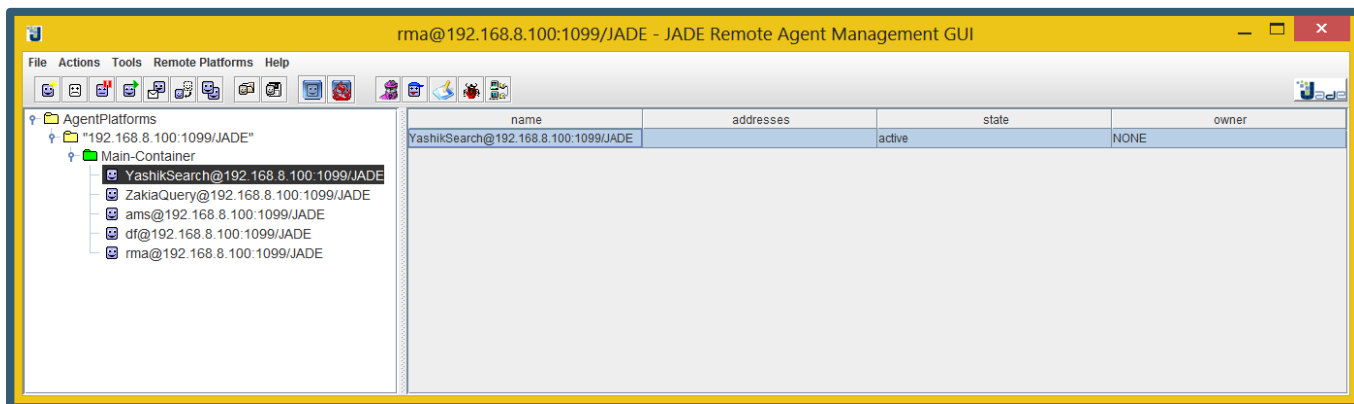 rma@192.168.8.100:1099/JADE - JADE Remote Agent Management GUI
File Actions Tools Remote Platforms Help
Jade
AgentPlatforms
"192.168.8.100:1099/JADE"
Main-Container
YashikSearch@192.168.8.100:1099/JADE
ZakiaQuery@192.168.8.100:1099/JADE
ams@192.168.8.100:1099/JADE
df@192.168.8.100:1099/JADE
rma@192.168.8.100:1099/JADE
name addresses state owner
YashikSearch@192.168.8.100:1099/JADE active NONE